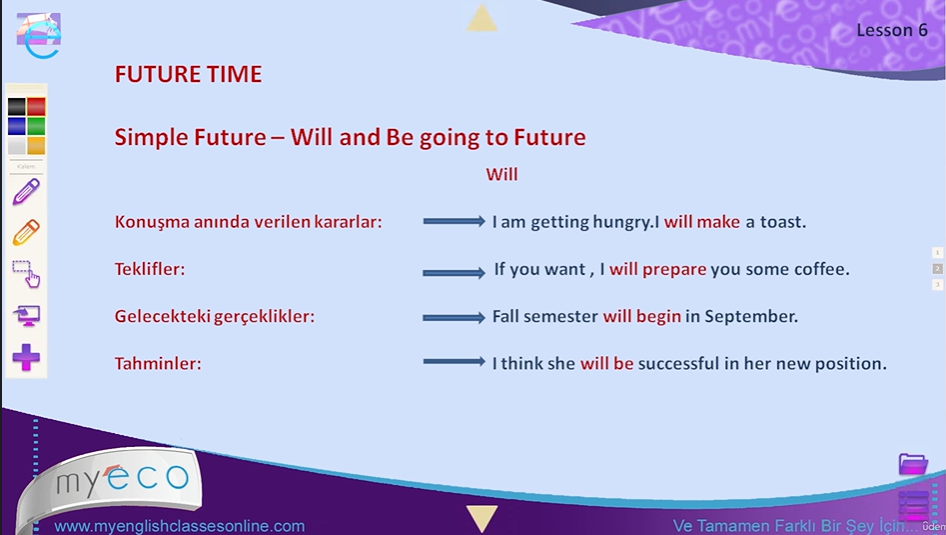 Lesson 6
FUTURE TIME
Simple Future – Will and Be going to Future
Will
Kalem
Konuşma anında verilen kararlar: I am getting hungry.I will make a toast.
Teklifler: If you want , I will prepare you some coffee.
Gelecekteki gerçeklikler: Fall semester will begin in September.
Tahminler: I think she will be successful in her new position.
1
2
3
myeco
www.myenglishclassesonline.com
Ve Tamamen Farklı Bir Şey İçin...